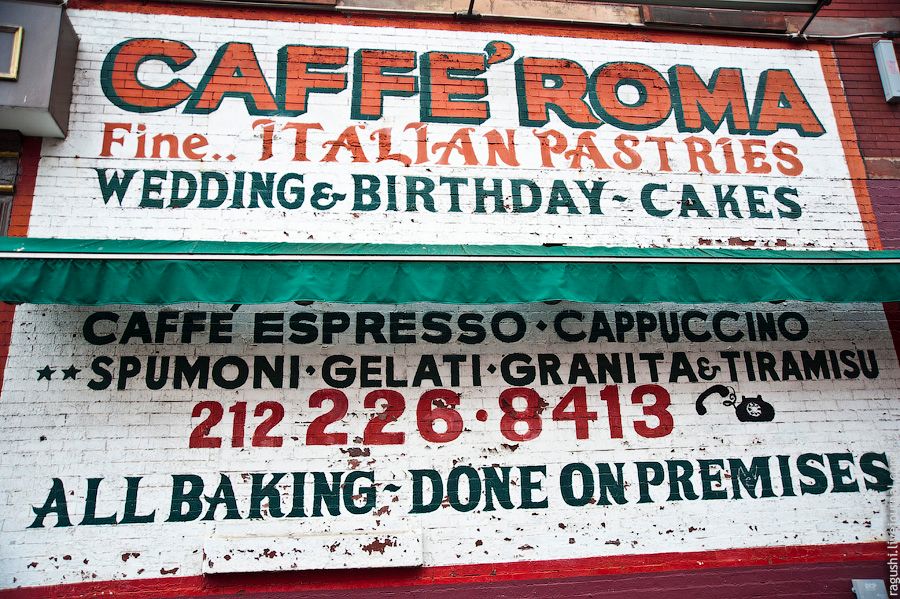 CAFFE' ROMA
Fine.. ITALIAN PASTRIES
WEDDING & BIRTHDAY ~ CAKES
CAFFÉ ESPRESSO · CAPPUCCINO
★★ SPUMONI · GELATI · GRANITA & TIRAMISU
212 226·8413
ALL BAKING ~ DONE ON PREMISES